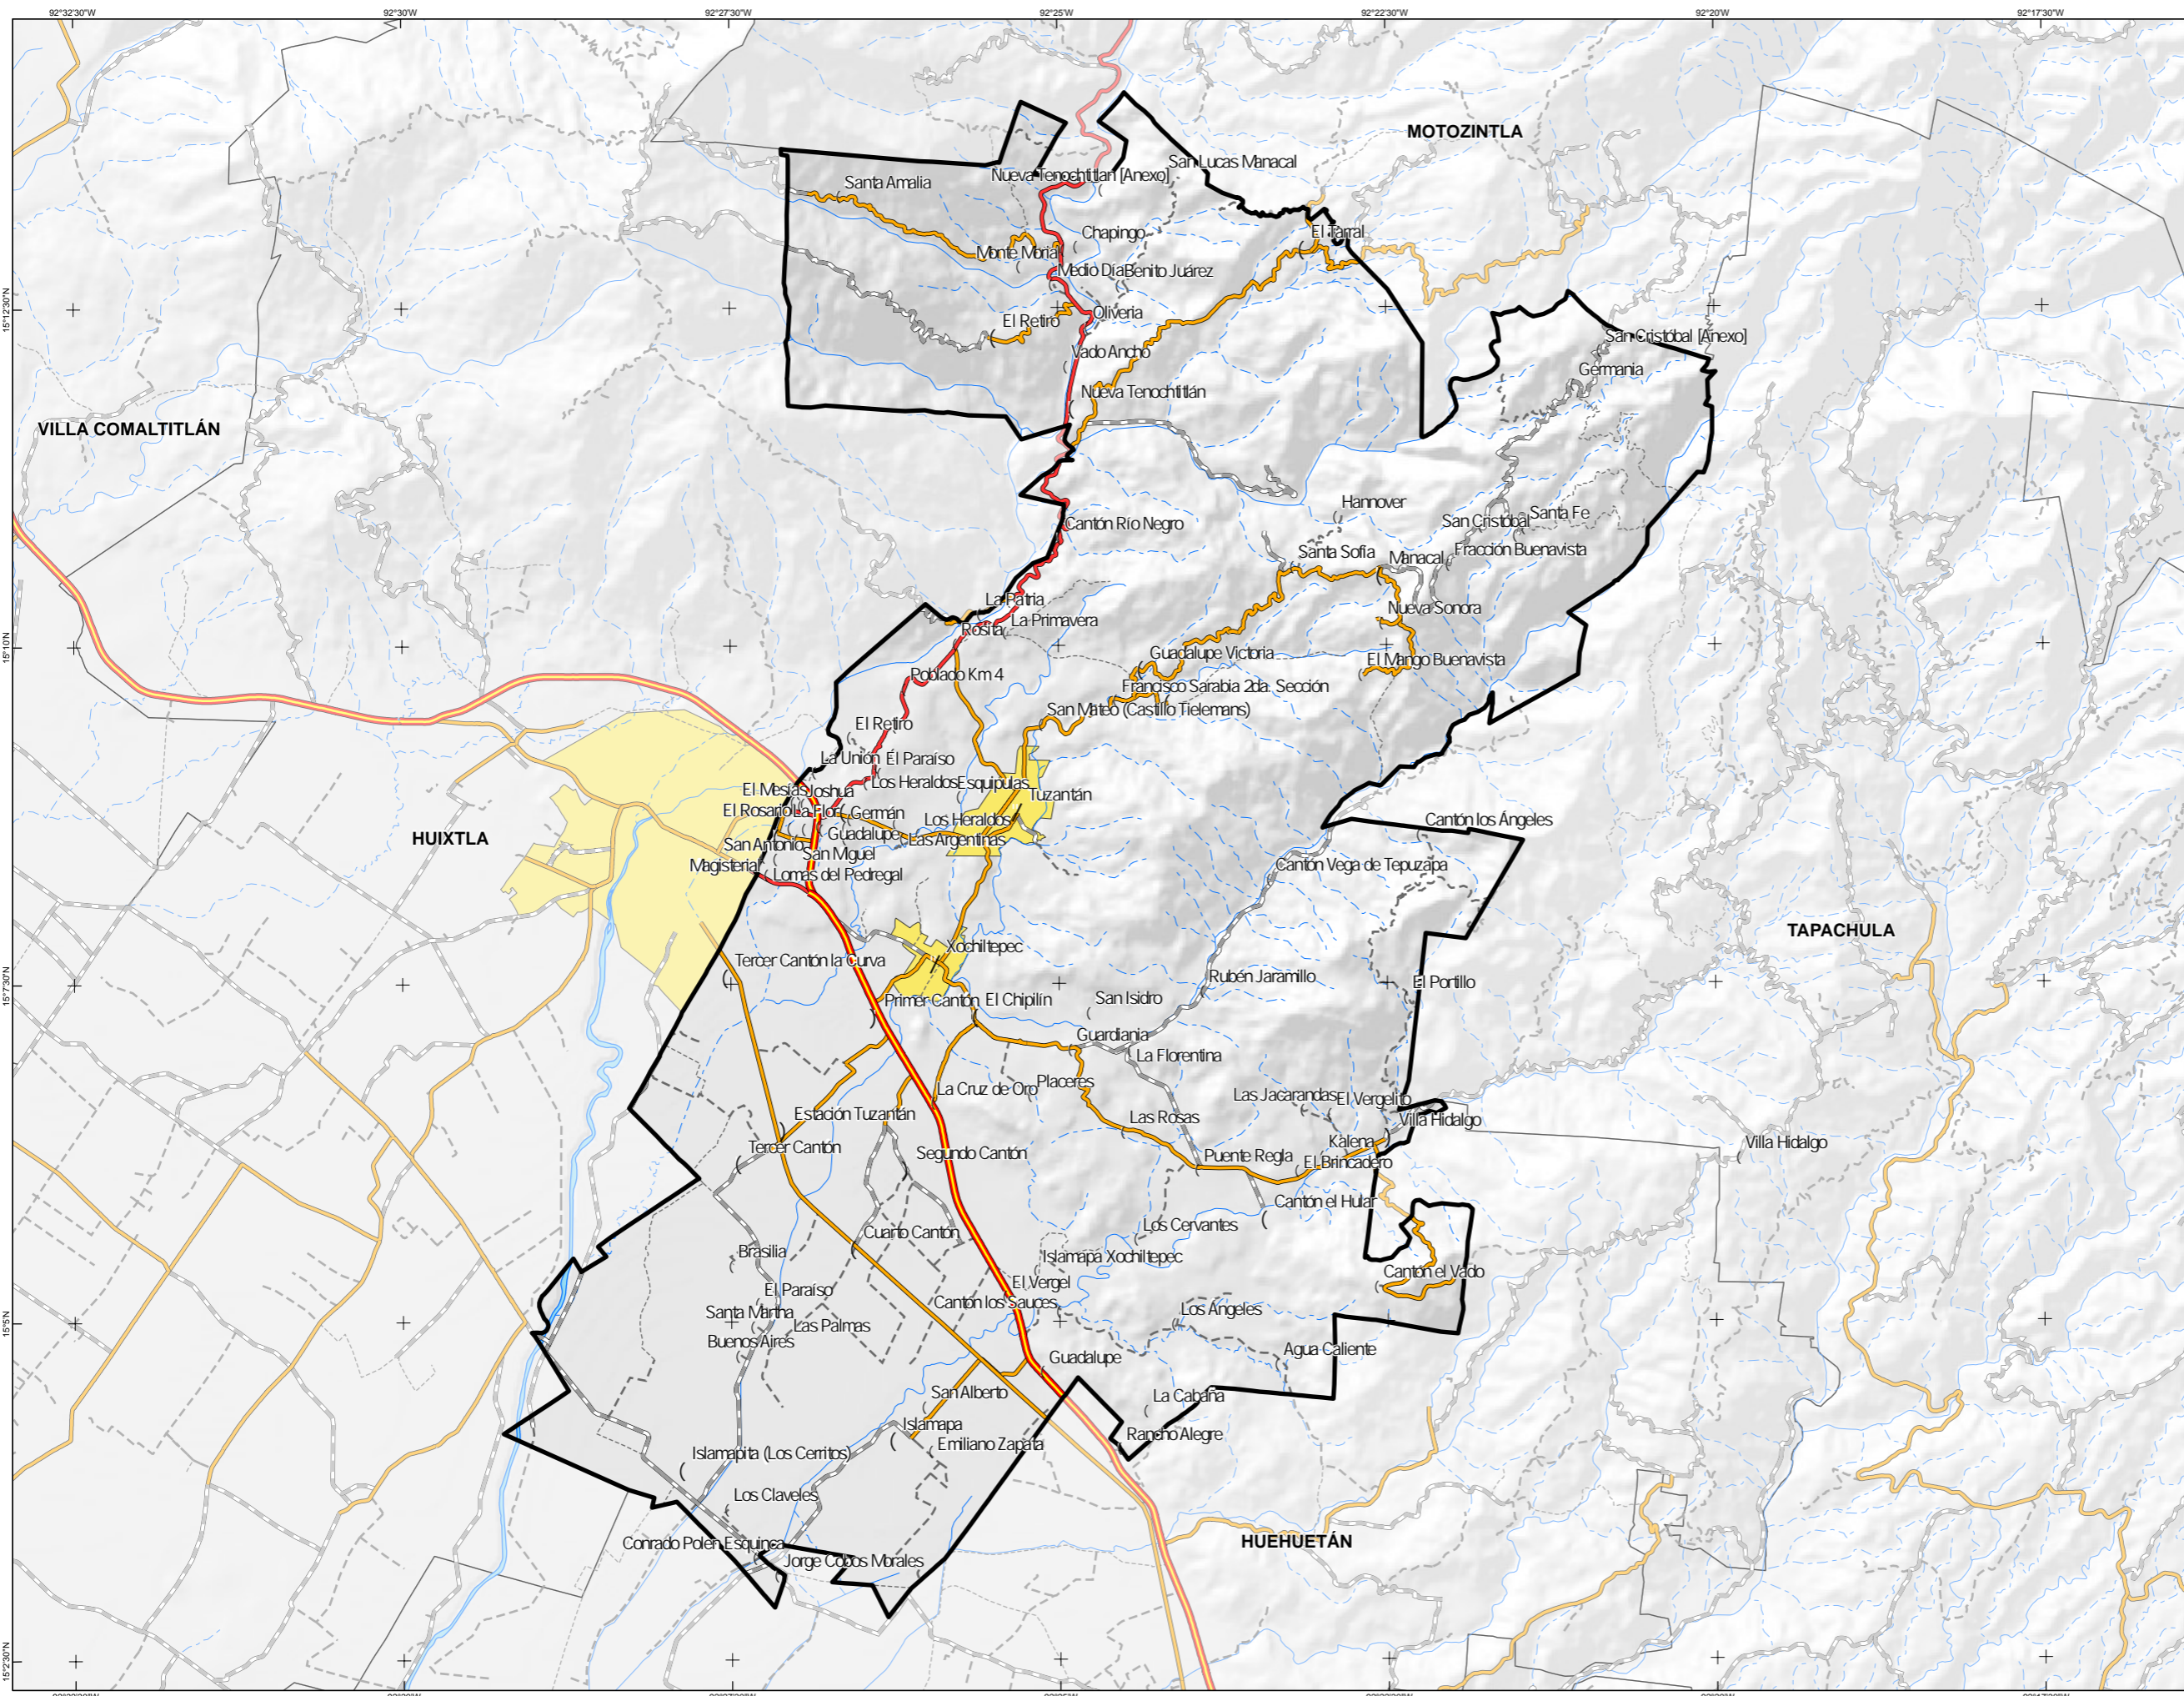 92°32'30"W
92°30'W
92°27'30"W
92°25'W
92°22'30"W
92°20'W
92°17'30"W
MOTOZINTLA
San Lucas Manacal
Nueva Tenochtitlan [Anexo]
Santa Amalia
Chapingo
El Tarral
Monte Morial
Medio Día
Benito Juárez
15°12'30"N
Oliveria
El Retiro
San Cristóbal [Anexo]
Vado Ancho
Germania
Nueva Tenochtitlán
VILLA COMALTITLÁN
Hannover
Santa Fe
San Cristóbal
Cantón Río Negro
Fracción Buenavista
Santa Sofía
Manacal
La Patria
Nueva Sonora
La Primavera
Rosita
15°10'N
Guadalupe Victoria
El Mango Buenavista
Poblado Km 4
Francisco Sarabia 2da. Sección
San Mateo (Castillo Tielemans)
El Retiro
La Unión
El Paraíso
Los Heraldos
Esquipulas
El Mesías
Joshua
Tuzantán
El Rosario
La Flor
Germán
Los Heraldos
Cantón los Ángeles
HUIXTLA
Guadalupe
Las Argentinas
San Antonio
San Miguel
Magisterial
Lomas del Pedregal
Cantón Vega de Tepuzapa
TAPACHULA
Xochiltepec
Tercer Cantón la Curva
Rubén Jaramillo
El Portillo
15°7'30"N
Primer Cantón
El Chipilín
San Isidro
Guardiania
La Florentina
Placeres
La Cruz de Oro
Las Jacarandas
El Vergelito
Estación Tuzantán
Las Rosas
Villa Hidalgo
Kalena
Villa Hidalgo
Tercer Cantón
Segundo Cantón
Puente Regla
El Brincadero
Cantón el Hular
Cuarto Cantón
Los Cervantes
Brasilia
Islamapa Xochiltepec
Cantón el Vado
El Vergel
El Paraíso
Cantón los Sauces
Santa Martha
Los Angeles
Las Palmas
15°5'N
Buenos Aires
Agua Caliente
Guadalupe
San Alberto
La Cabaña
Islamapa
Rancho Alegre
Emiliano Zapata
Islamapita (Los Cerritos)
Los Claveles
Conrado Polen Esquinca
HUEHUETÁN
Jorge Cobos Morales
15°2'30"N